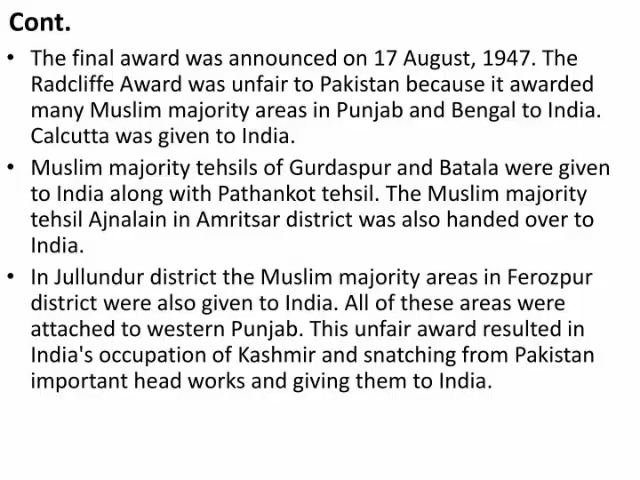 Cont.
• The final award was announced on 17 August, 1947. The
Radcliffe Award was unfair to Pakistan because it awarded
many Muslim majority areas in Punjab and Bengal to India.
Calcutta was given to India.
• Muslim majority tehsils of Gurdaspur and Batala were given
to India along with Pathankot tehsil. The Muslim majority
tehsil Ajnalain in Amritsar district was also handed over to
India.
• In Jullundur district the Muslim majority areas in Ferozpur
district were also given to India. All of these areas were
attached to western Punjab. This unfair award resulted in
India's occupation of Kashmir and snatching from Pakistan
important head works and giving them to India.